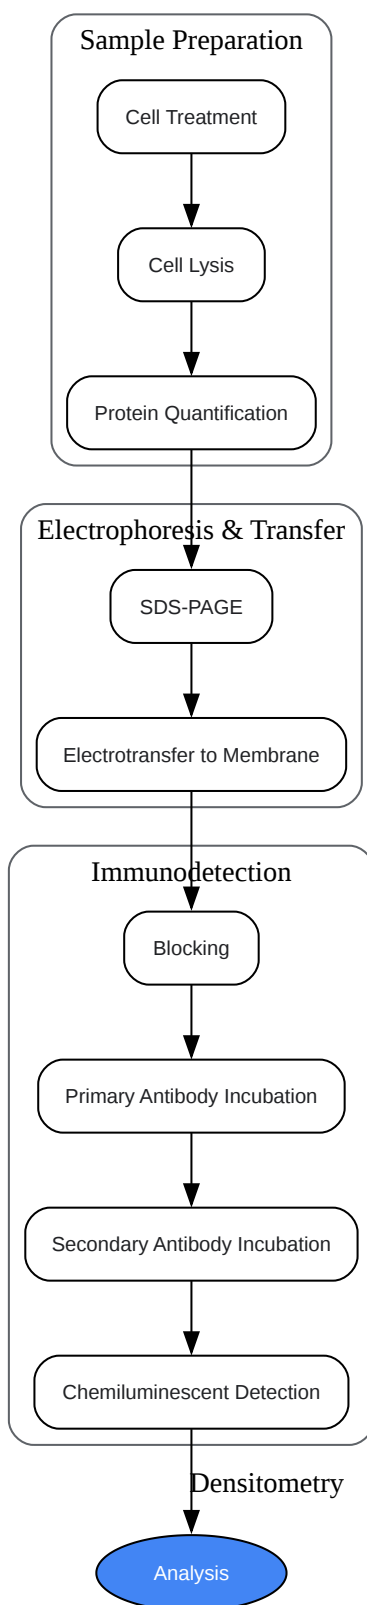 Sample Preparation
Cell Treatment
Cell Lysis
Protein Quantification
Electrophoresis & Transfer
SDS-PAGE
Electrotransfer to Membrane
Immunodetection
Blocking
Primary Antibody Incubation
Secondary Antibody Incubation
Chemiluminescent Detection
Densitometry
Analysis